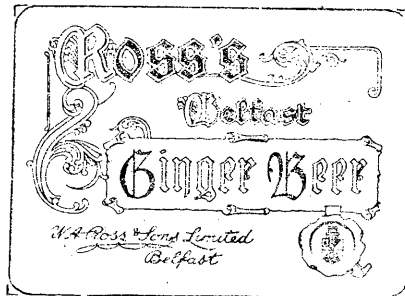 Ross's
Belfast
Ginger Beer
W.A Ross & Sons Limited
Belfast